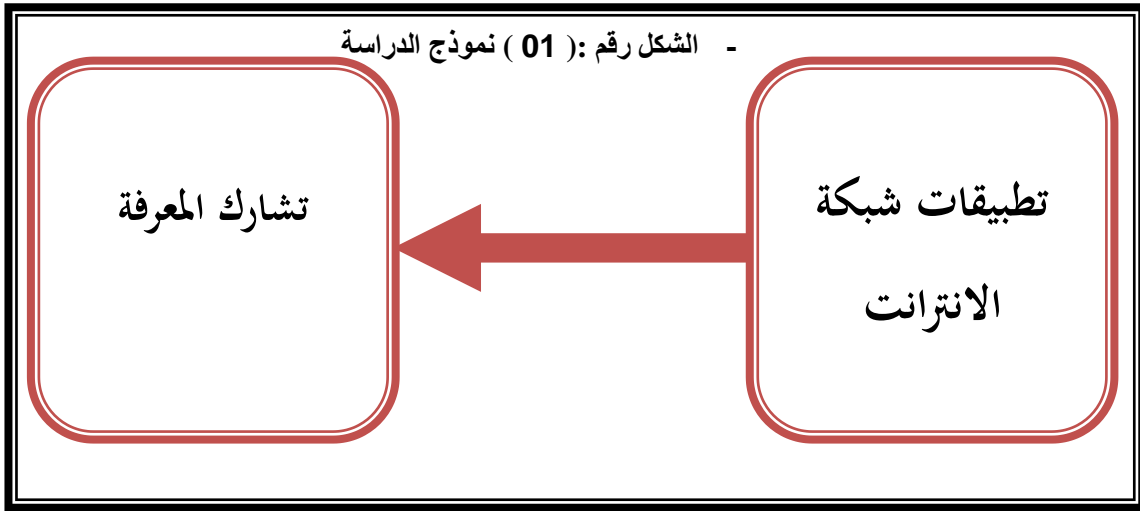 - الشكل رقم :( 01 ) نموذج الدراسة
تطبيقات شبكة
الانترانت
تشارك المعرفة